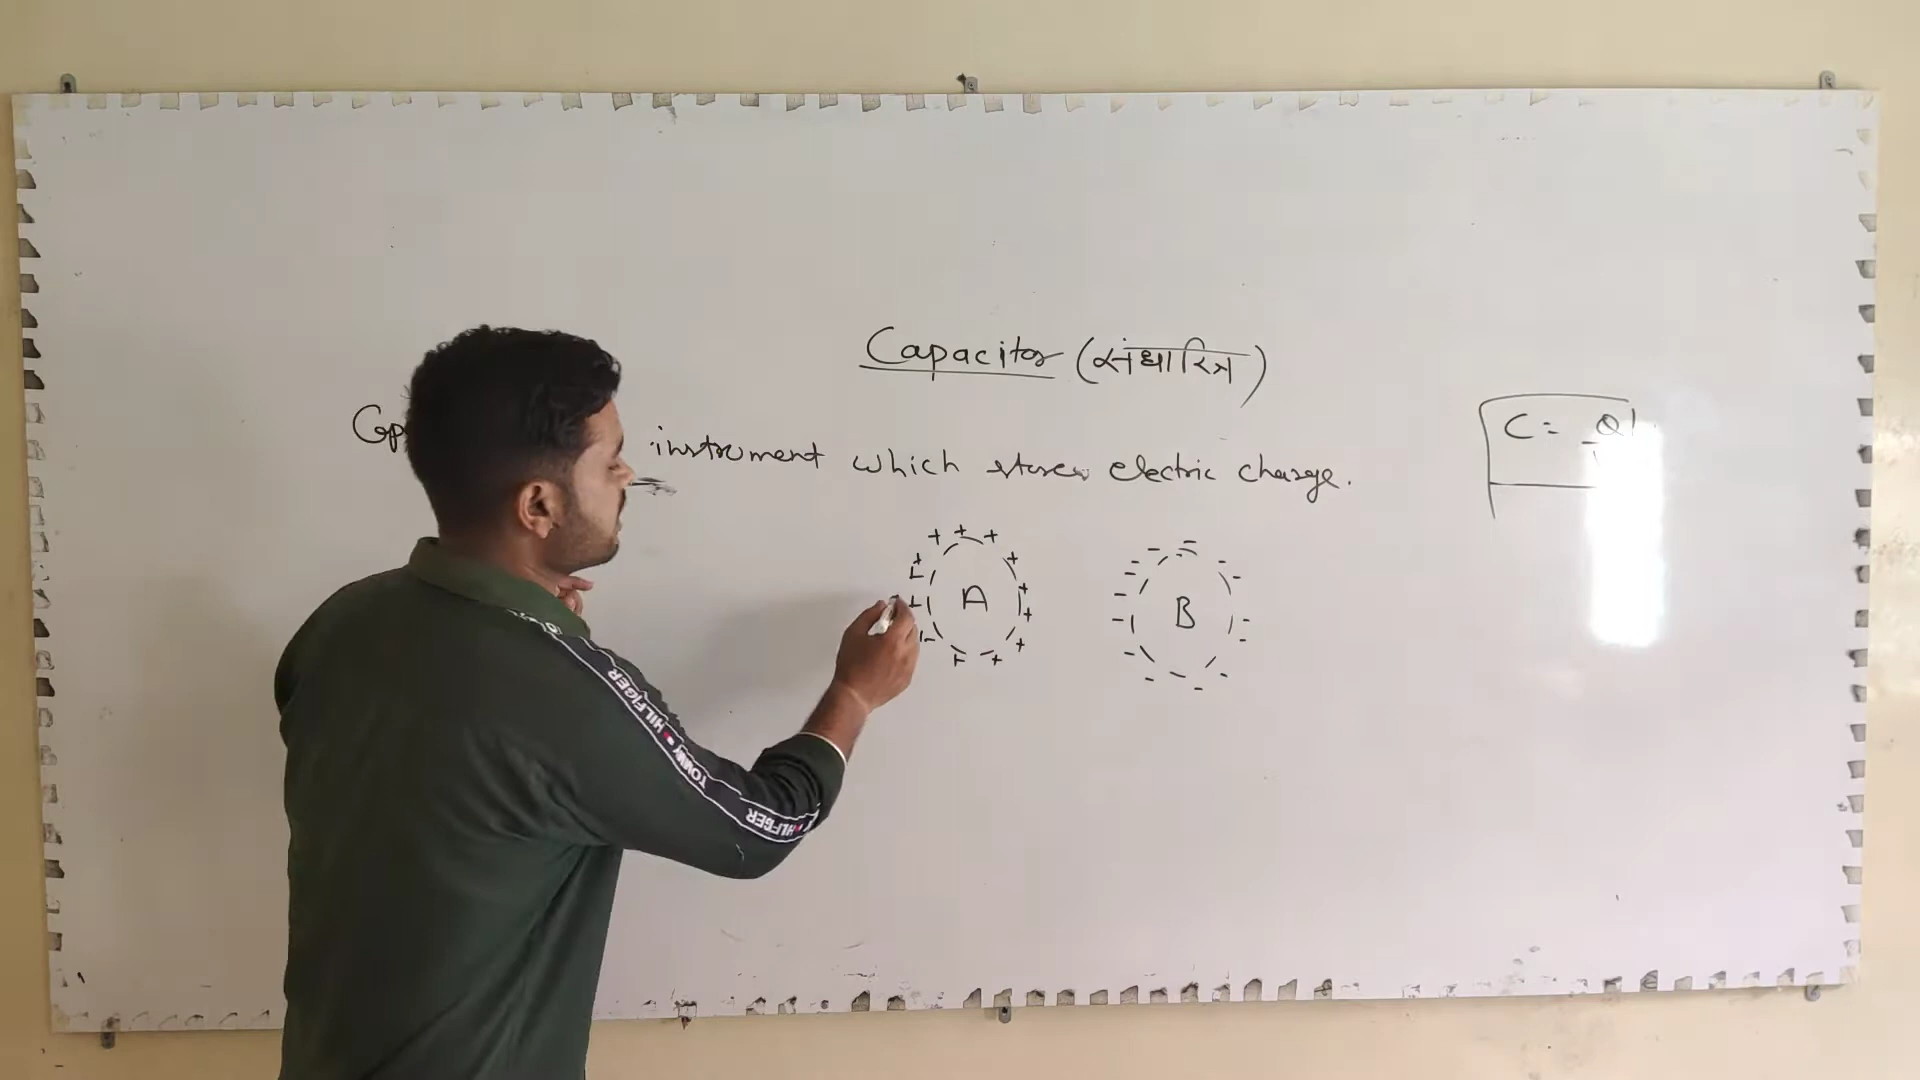 Capacitor (संधारित्र)
instrument which stores electric charge.
C = Q
A
B
TOMMY HILFIGER
HILFIGER